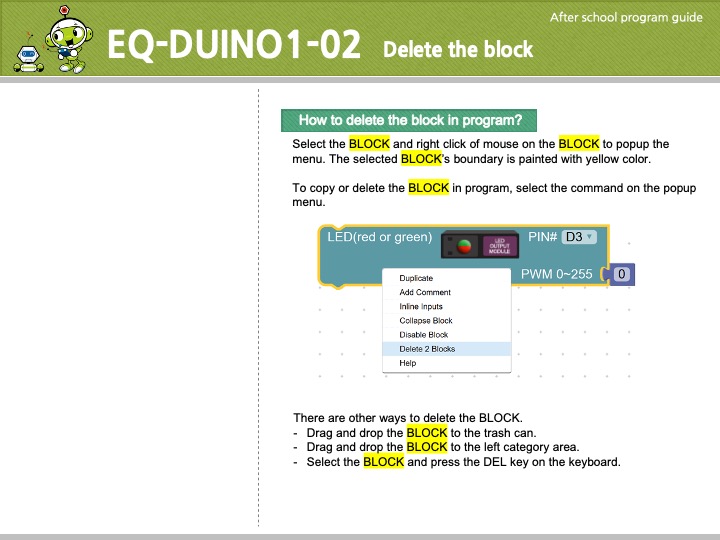 After school program guide
EQ-DUINO1-02 Delete the block
How to delete the block in program?
Select the BLOCK and right click of mouse on the BLOCK to popup the
menu. The selected BLOCK's boundary is painted with yellow color.
To copy or delete the BLOCK in program, select the command on the popup
menu.
LED(red or green)
LED
OUTPUT
MODULE
PIN# D3
PWM 0~255 0
Duplicate
Add Comment
Inline Inputs
Collapse Block
Disable Block
Delete 2 Blocks
Help
There are other ways to delete the BLOCK.
- Drag and drop the BLOCK to the trash can.
- Drag and drop the BLOCK to the left category area.
- Select the BLOCK and press the DEL key on the keyboard.